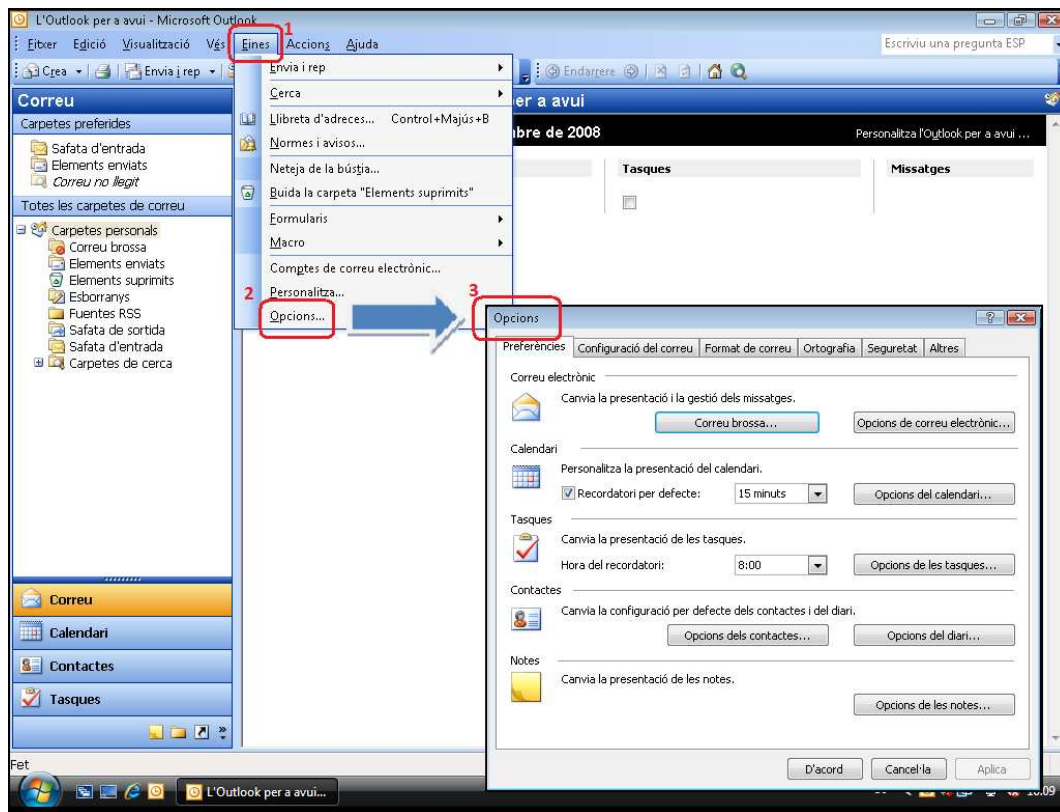 L'Outlook per a avui - Microsoft Outlook
1
Fitxer Edició Visualització Vés Eines Accions Ajuda
Escriviu una pregunta ESP
Crea Envia i rep
Endarrere
Correu
per a avui
Carpetes preferides
Safata d'entrada
Elements enviats
Correu no llegit
Totes les carpetes de correu
Carpetes personals
Correu brossa
Elements enviats
Elements suprimits
Esborranys
Fuentes RSS
Safata de sortida
Safata d'entrada
Carpetes de cerca
Envia i rep
Cerca
Llibreta d'adreces... Control+Majús+B
Normes i avisos...
Neteja de la bústia...
Buida la carpeta "Elements suprimits"
Formularis
Macro
Comptes de correu electrònic...
Personalitza...
2
Opcions...
de 2008
Personalitza l'Outlook per a avui ...
Tasques
Missatges
3
Opcions
Preferències Configuració del correu Format de correu Ortografia Seguretat Altres
Correu electrònic
Canvia la presentació i la gestió dels missatges.
Correu brossa... Opcions de correu electrònic...
Calendari
Personalitza la presentació del calendari.
Recordatori per defecte: 15 minuts Opcions del calendari...
Tasques
Canvia la presentació de les tasques.
Hora del recordatori: 8:00 Opcions de les tasques...
Contactes
Canvia la configuració per defecte dels contactes i del diari.
Opcions dels contactes... Opcions del diari...
Notes
Canvia la presentació de les notes.
Opcions de les notes...
D'acord Cancel·la Aplica
Correu
Calendari
Contactes
Tasques
Fet
L'Outlook per a avui...